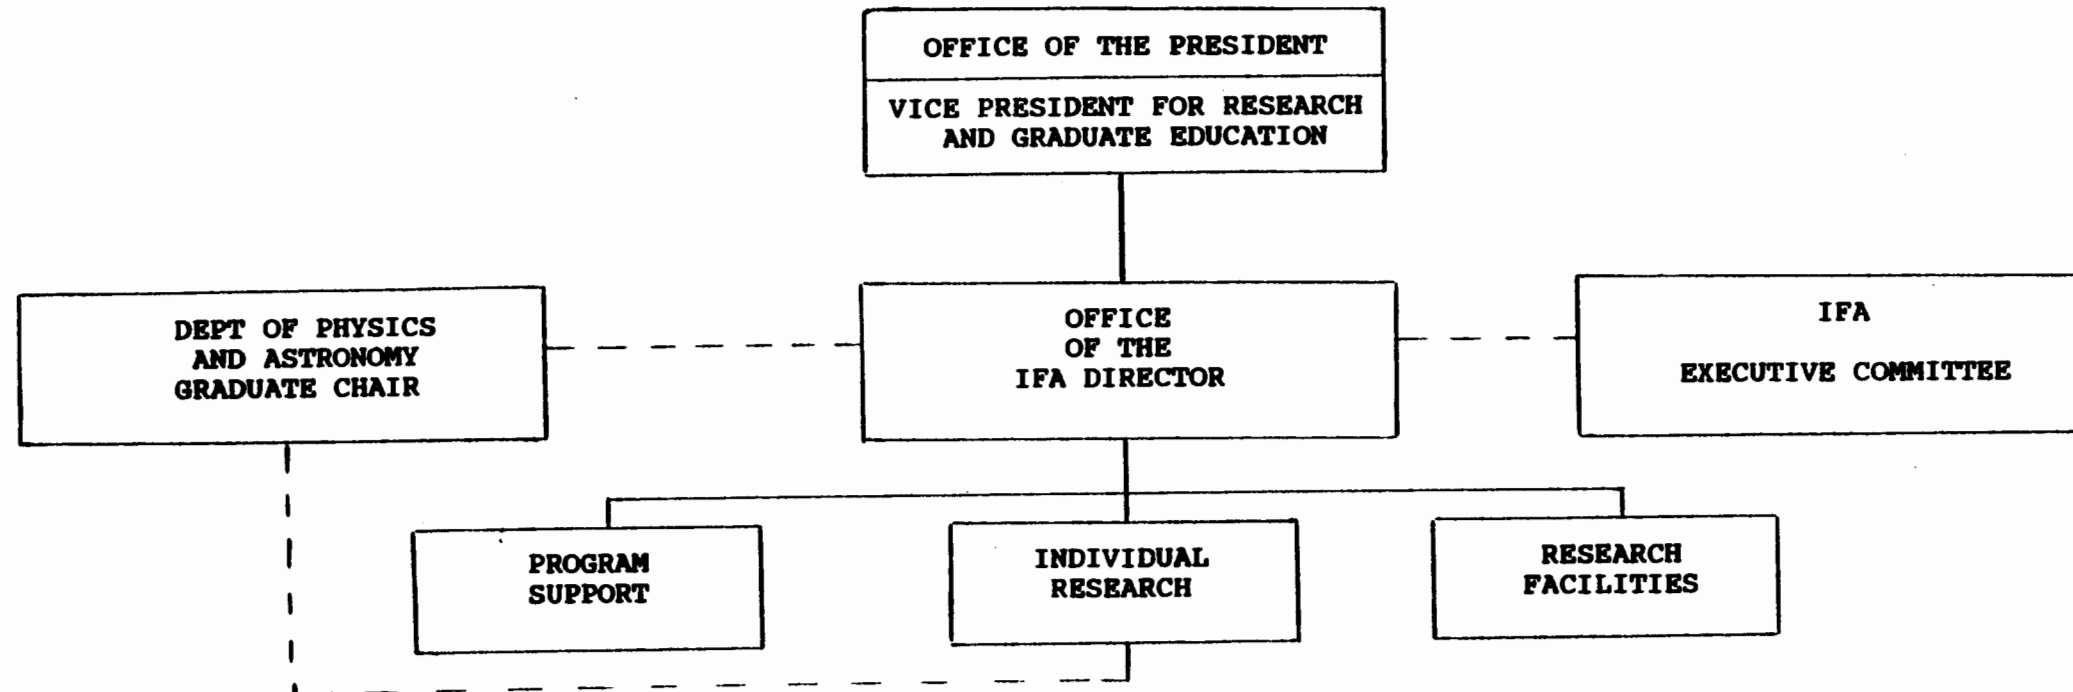 OFFICE OF THE PRESIDENT
VICE PRESIDENT FOR RESEARCH
AND GRADUATE EDUCATION
DEPT OF PHYSICS
AND ASTRONOMY
GRADUATE CHAIR
OFFICE
OF THE
IFA DIRECTOR
IFA
EXECUTIVE COMMITTEE
PROGRAM
SUPPORT
INDIVIDUAL
RESEARCH
RESEARCH
FACILITIES